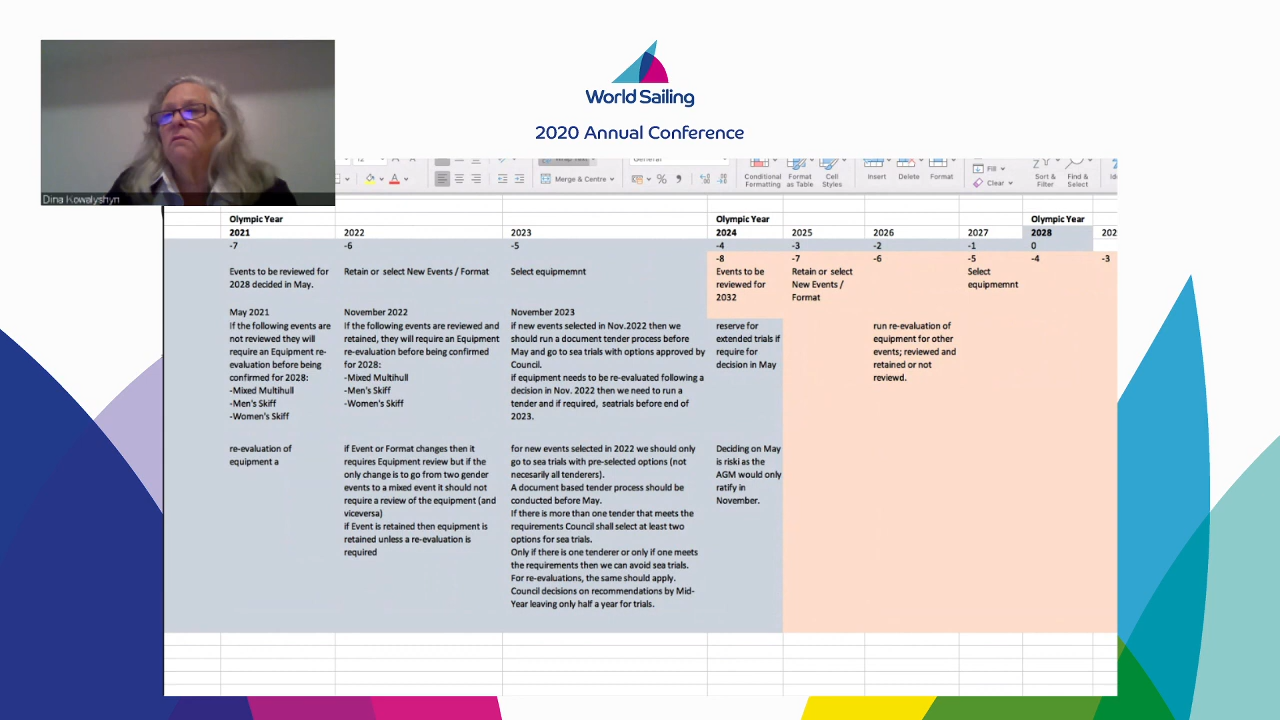 World Sailing
2020 Annual Conference
Dina Kowalyshyn
General
Merge & Centre
Conditional Formatting
Format as Table
Cell Styles
Insert
Delete
Format
Fill
Clear
Sort & Filter
Find & Select
Olympic Year
Olympic Year
Olympic Year
2021 2022 2023 2024 2025 2026 2027 2028 202
-7 -6 -5 -4 -3 -2 -1 0
-8 -7 -6 -5 -4 -3
Events to be reviewed for
2028 decided in May.
Retain or select New Events / Format
Select equipmemnt
Events to be
reviewed for
2032
Retain or select
New Events /
Format
Select
equipmemnt
May 2021
If the following events are
not reviewed they will
require an Equipment re-
evaluation before being
confirmed for 2028:
-Mixed Multihull
-Men's Skiff
-Women's Skiff
November 2022
If the following events are reviewed and
retained, they will require an Equipment
re-evaluation before being confirmed
for 2028:
-Mixed Multihull
-Men's Skiff
-Women's Skiff
November 2023
if new events selected in Nov.2022 then we
should run a document tender process before
May and go to sea trials with options approved by
Council.
if equipment needs to be re-evaluated following a
decision in Nov. 2022 then we need to run a
tender and if required, seatrials before end of
2023.
reserve for
extended trials if
require for
decision in May
run re-evaluation of
equipment for other
events; reviewed and
retained or not
reviewd.
re-evaluation of
equipment a
if Event or Format changes then it
requires Equipment review but if the
only change is to go from two gender
events to a mixed event it should not
require a review of the equipment (and
viceversa)
if Event is retained then equipment is
retained unless a re-evaluation is
required
for new events selected in 2022 we should only
go to sea trials with pre-selected options (not
necesarily all tenderers).
A document based tender process should be
conducted before May.
If there is more than one tender that meets the
requirements Council shall select at least two
options for sea trials.
Only if there is one tenderer or only if one meets
the requirements then we can avoid sea trials.
For re-evaluations, the same should apply.
Council decisions on recommendations by Mid-
Year leaving only half a year for trials.
Deciding on May
is riski as the
AGM would only
ratify in
November.